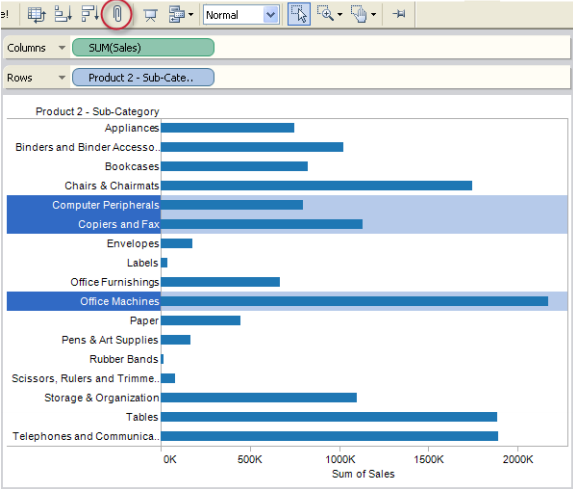 e!
Normal
Columns SUM(Sales)
Rows Product 2 - Sub-Cate..
Product 2 - Sub-Category
Appliances
Binders and Binder Accesso..
Bookcases
Chairs & Chairmats
Computer Peripherals
Copiers and Fax
Envelopes
Labels
Office Furnishings
Office Machines
Paper
Pens & Art Supplies
Rubber Bands
Scissors, Rulers and Trimme..
Storage & Organization
Tables
Telephones and Communica..
0K 500K 1000K 1500K 2000K
Sum of Sales